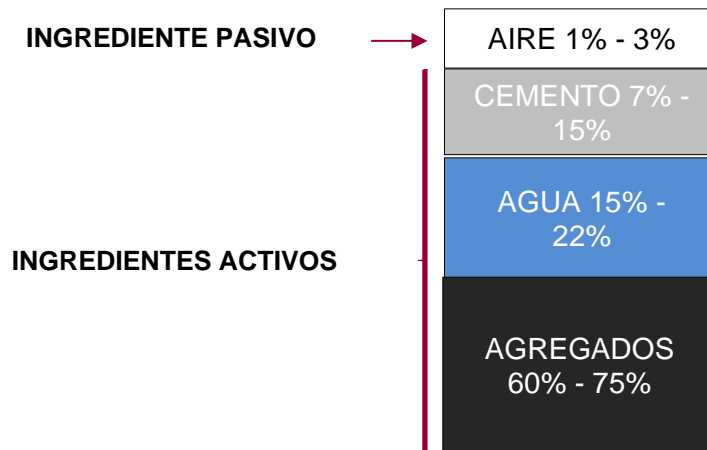 INGREDIENTE PASIVO
AIRE 1% - 3%
CEMENTO 7% -
15%
AGUA 15% -
22%
INGREDIENTES ACTIVOS
AGREGADOS
60% - 75%